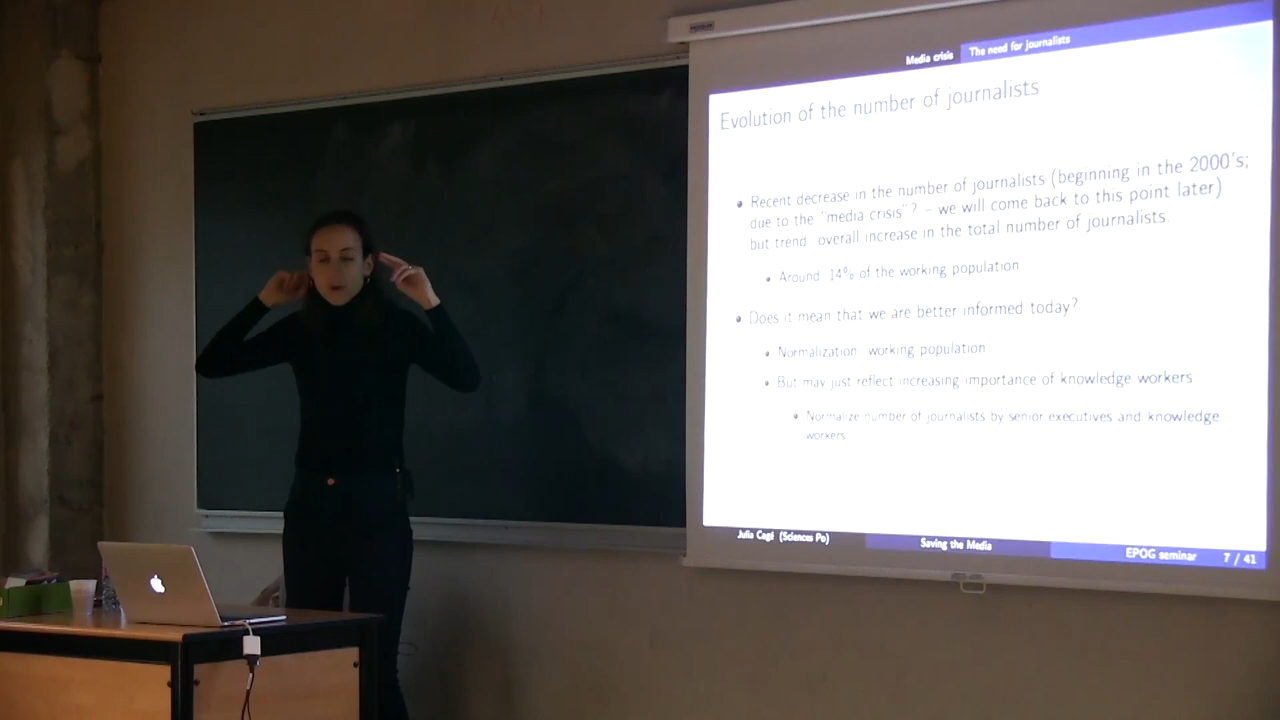 Media crisis The need for journalists
Evolution of the number of journalists
Recent decrease in the number of journalists (beginning in the 2000's;
due to the "media crisis"? – we will come back to this point later)
but trend: overall increase in the total number of journalists.
Around .14% of the working population
Does it mean that we are better informed today?
Normalization: working population
But may just reflect increasing importance of knowledge workers
Normalize number of journalists by senior executives and knowledge
workers
Julia Cagé (Sciences Po) Saving the Media EPOG seminar 7 / 41